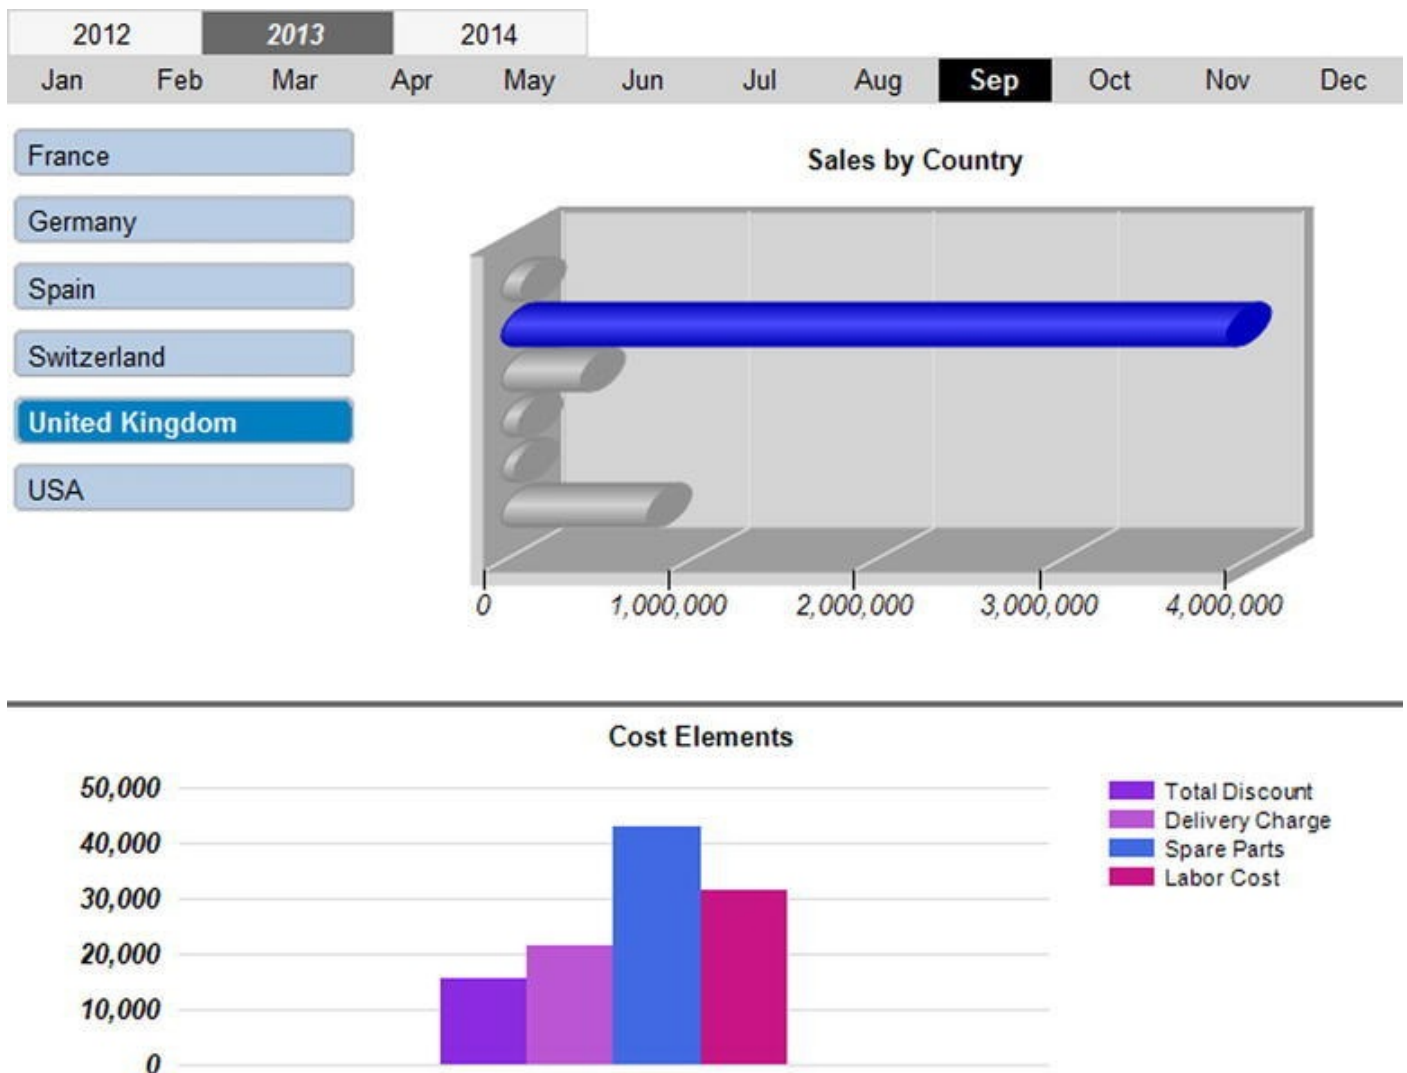 2012 2013 2014
Jan Feb Mar Apr May Jun Jul Aug Sep Oct Nov Dec
France
Germany
Spain
Switzerland
United Kingdom
USA
Sales by Country
0 1,000,000 2,000,000 3,000,000 4,000,000
Cost Elements
50,000
40,000
30,000
20,000
10,000
0
Total Discount
Delivery Charge
Spare Parts
Labor Cost